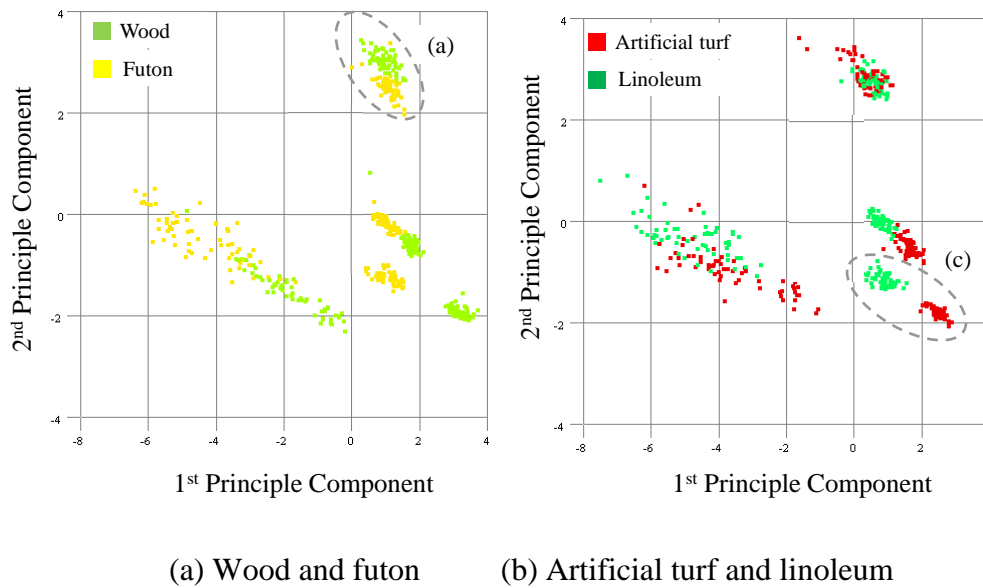 4
2
0
-2
-4
-8
-6
-4
-2
0
2
4
Wood
Futon
(a)
2nd Principle Component
1st Principle Component
4
2
0
-2
-4
-8
-6
-4
-2
0
2
Artificial turf
Linoleum
(c)
2nd Principle Component
1st Principle Component
(a) Wood and futon
(b) Artificial turf and linoleum